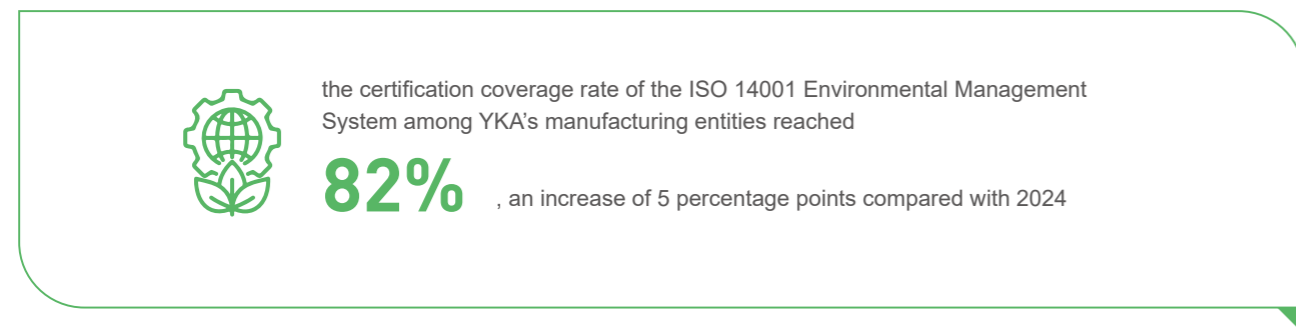 the certification coverage rate of the ISO 14001 Environmental Management
System among YKA’s manufacturing entities reached
82% , an increase of 5 percentage points compared with 2024